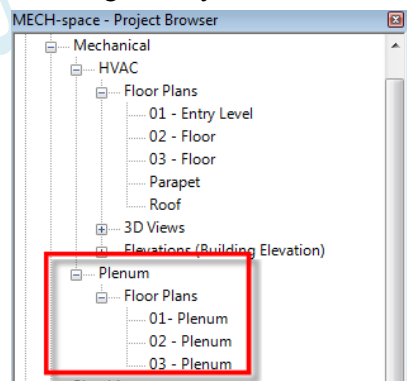 MECH-space - Project Browser
Mechanical
HVAC
Floor Plans
01 - Entry Level
02 - Floor
03 - Floor
Parapet
Roof
3D Views
Elevations (Building Elevation)
Plenum
Floor Plans
01- Plenum
02 - Plenum
03 - Plenum